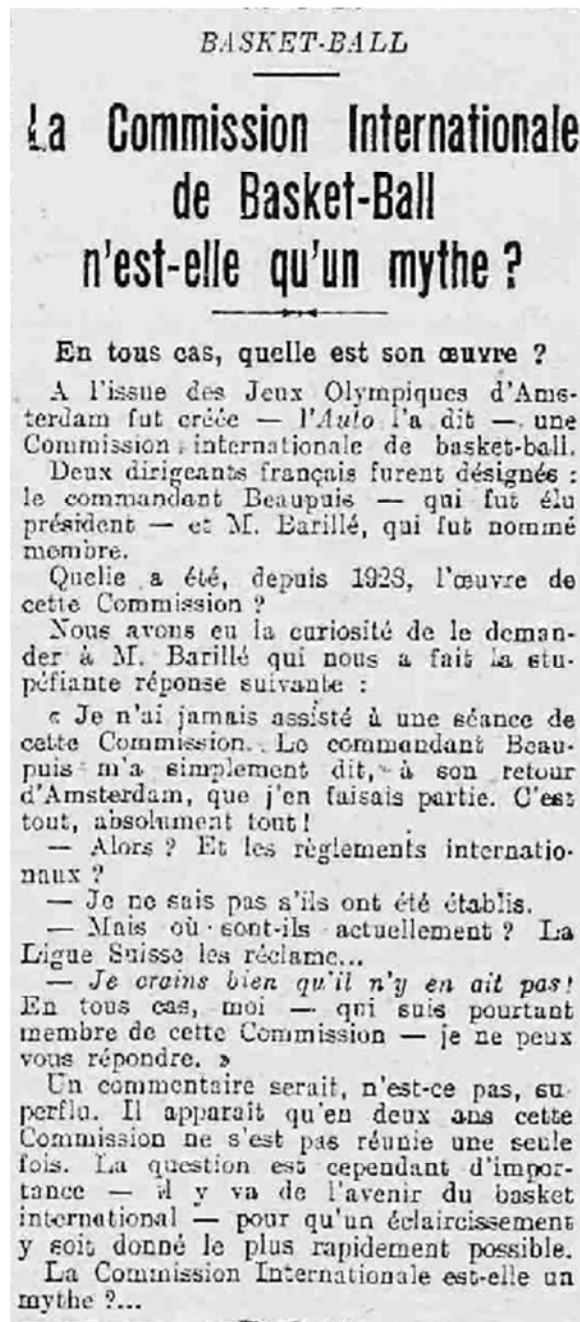 BASKET-BALL
La Commission Internationale
de Basket-Ball
n'est-elle qu'un mythe ?
En tous cas, quelle est son œuvre ?
A l'issue des Jeux Olympiques d'Ams-
terdam fut créée — l'Auto l'a dit — une
Commission internationale de basket-ball.
Deux dirigeants français furent désignés :
le commandant Beaupuis — qui fut élu
président — et M. Barillé, qui fut nommé
membre.
Quelle a été, depuis 1928, l'œuvre de
cette Commission ?
Nous avons eu la curiosité de le deman-
der à M. Barillé qui nous a fait la stu-
péfiante réponse suivante :
« Je n'ai jamais assisté à une séance de
cette Commission. Le commandant Beau-
puis m'a simplement dit, à son retour
d'Amsterdam, que j'en faisais partie. C'est
tout, absolument tout !
— Alors ? Et les règlements internatio-
naux ?
— Je ne sais pas s'ils ont été établis.
— Mais où sont-ils actuellement ? La
Ligue Suisse les réclame...
— Je crains bien qu'il n'y en ait pas !
En tous cas, moi — qui suis pourtant
membre de cette Commission — je ne peux
vous répondre. »
Un commentaire serait, n'est-ce pas, su-
perflu. Il apparait qu'en deux ans cette
Commission ne s'est pas réunie une seule
fois. La question est cependant d'impor-
tance — il y va de l'avenir du basket
international — pour qu'un éclaircissement
y soit donné le plus rapidement possible.
La Commission Internationale est-elle un
mythe ?...